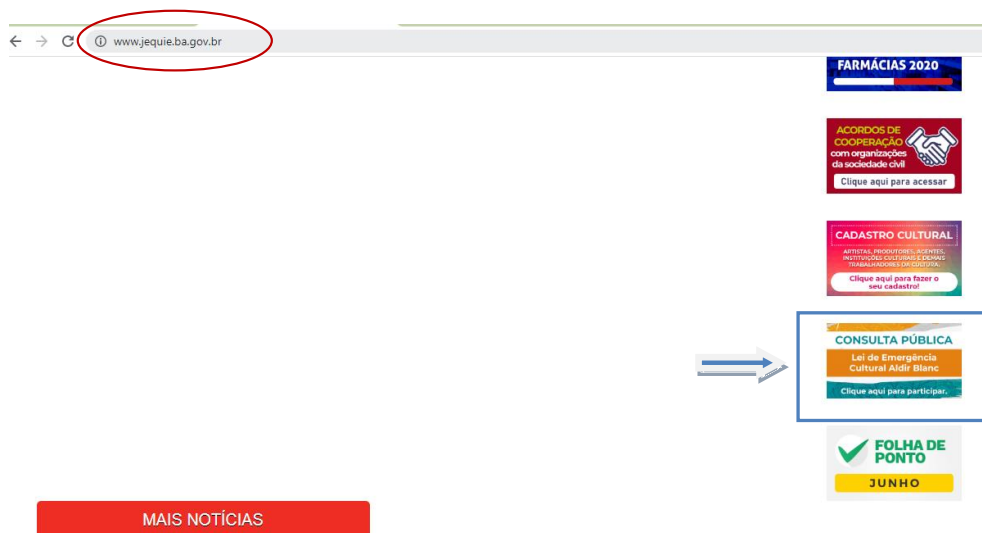 www.jequie.ba.gov.br
FARMÁCIAS 2020
ACORDOS DE
COOPERAÇÃO
com organizações
da sociedade civil
Clique aqui para acessar
CADASTRO CULTURAL
ARTISTAS, PRODUTORES, AGENTES,
INSTITUIÇÕES CULTURAIS E DEMAIS
TRABALHADORES DA CULTURA,
Clique aqui para fazer o
seu cadastro!
CONSULTA PÚBLICA
Lei de Emergência
Cultural Aldir Blanc
Clique aqui para participar.
FOLHA DE
PONTO
JUNHO
MAIS NOTÍCIAS